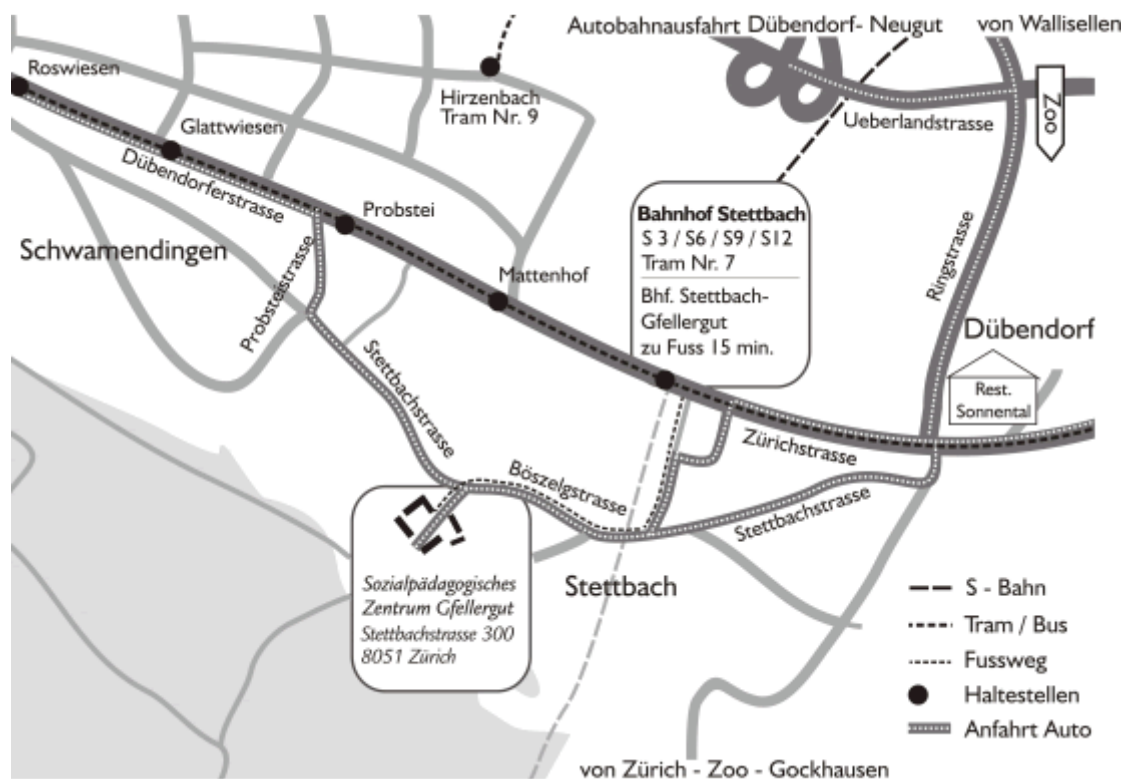 Autobahnausfahrt Dübendorf- Neugut
von Wallisellen
Roswiesen
Hirzenbach
Tram Nr. 9
Zoo
Glattwiesen
Ueberlandstrasse
Dübendorferstrasse
Probstei
Schwamendingen
Bahnhof Stettbach
S 3 / S6 / S9 / S12
Tram Nr. 7
Bhf. Stettbach-
Gfellergut
zu Fuss 15 min.
Ringstrasse
Mattenhof
Probsteistrasse
Dübendorf
Rest.
Sonnental
Stettbachstrasse
Zürichstrasse
Böszelgstrasse
Stettbachstrasse
Sozialpädagogisches
Zentrum Gfellergut
Stettbachstrasse 300
8051 Zürich
Stettbach
S - Bahn
Tram / Bus
Fussweg
Haltestellen
Anfahrt Auto
von Zürich - Zoo - Gockhausen